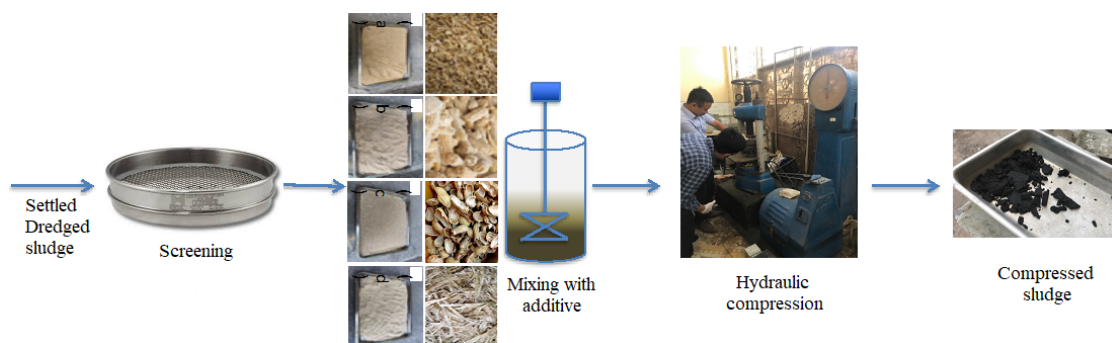 Settled
Dredged
sludge
Screening
Mixing with
additive
Hydraulic
compression
Compressed
sludge